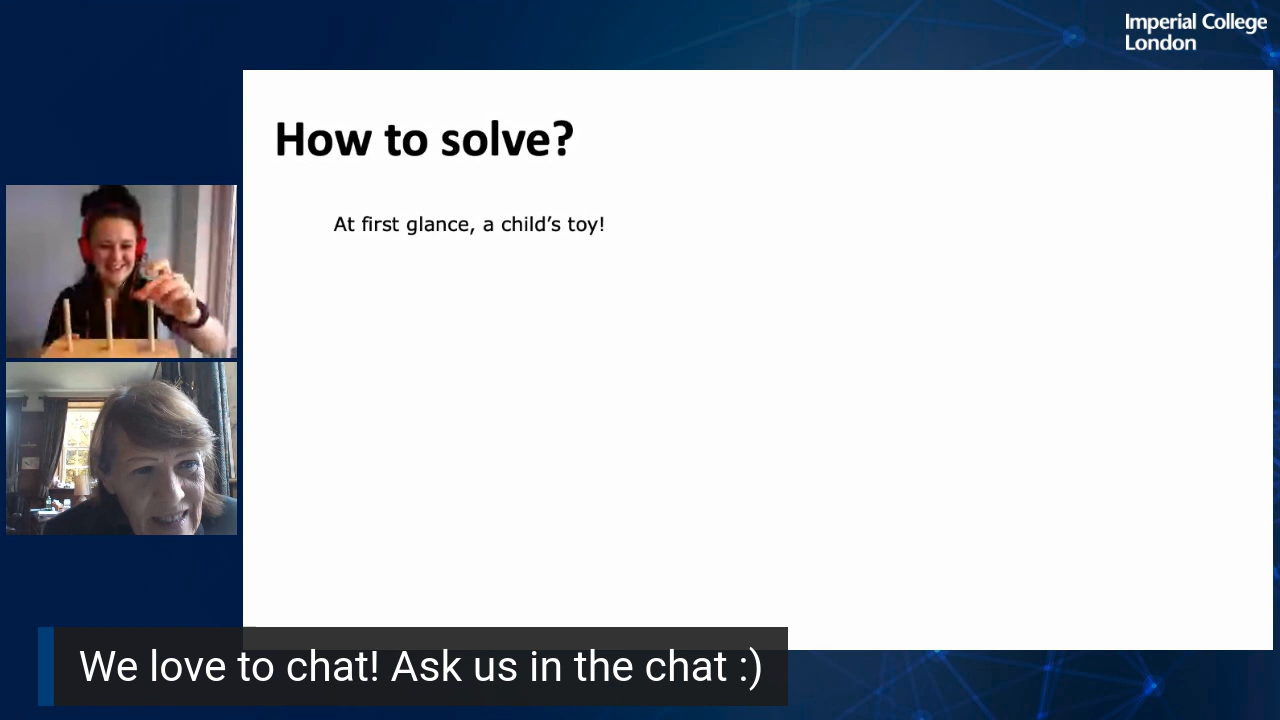 Imperial College
London
How to solve?
At first glance, a child’s toy!
We love to chat! Ask us in the chat :)